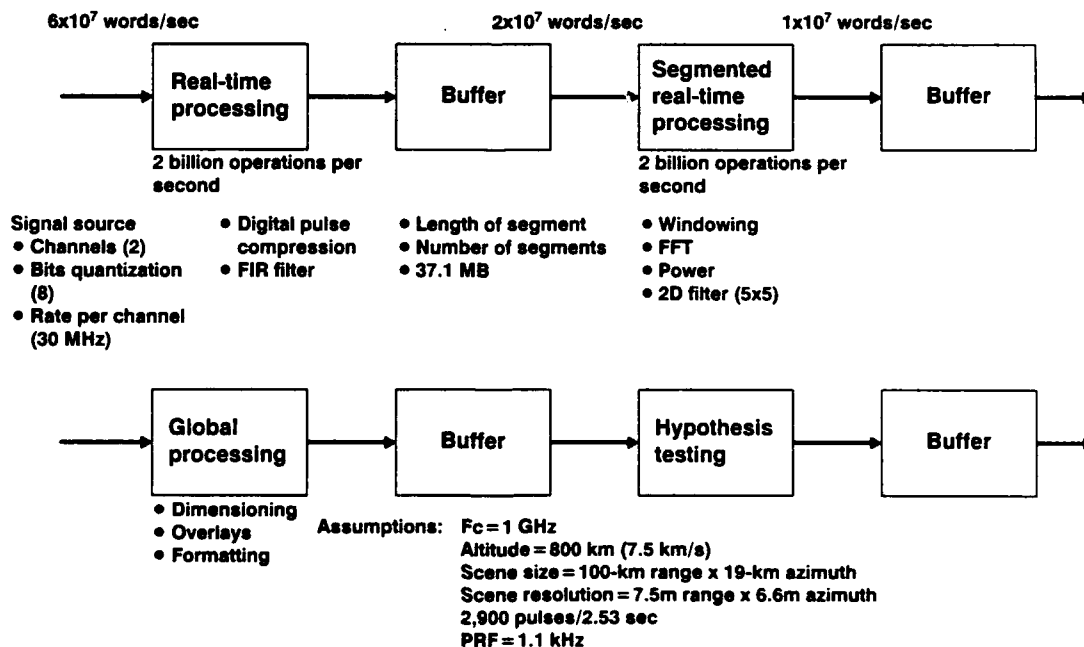 6x10⁷ words/sec
2x10⁷ words/sec
1x10⁷ words/sec
Real-time
processing
Buffer
Segmented
real-time
processing
Buffer
2 billion operations per
second
2 billion operations per
second
Signal source
• Channels (2)
• Bits quantization
(8)
• Rate per channel
(30 MHz)
• Digital pulse
compression
• FIR filter
• Length of segment
• Number of segments
• 37.1 MB
• Windowing
• FFT
• Power
• 2D filter (5x5)
Global
processing
Buffer
Hypothesis
testing
Buffer
• Dimensioning
• Overlays
• Formatting
Assumptions: Fc=1 GHz
Altitude=800 km (7.5 km/s)
Scene size=100-km range x 19-km azimuth
Scene resolution=7.5m range x 6.6m azimuth
2,900 pulses/2.53 sec
PRF=1.1 kHz